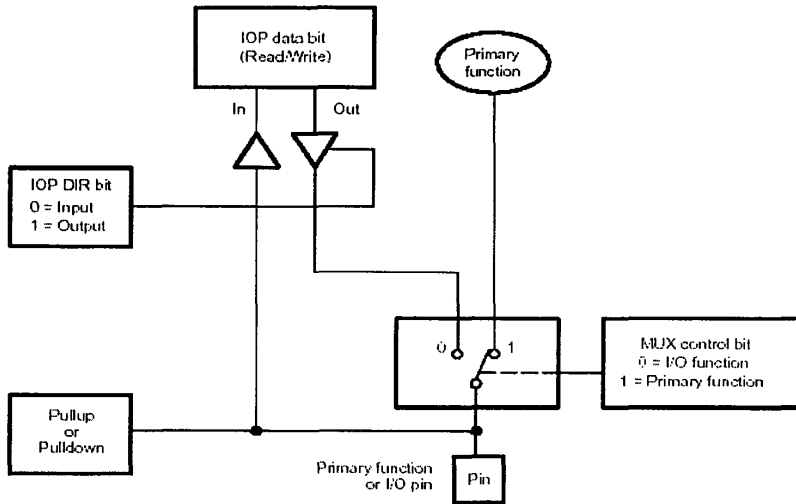 IOP data bit
(Read/Write)
Primary
function
In
Out
IOP DIR bit
0 = Input
1 = Output
0
1
MUX control bit
0 = I/O function
1 = Primary function
Pullup
or
Pulldown
Primary function
or I/O pin
Pin